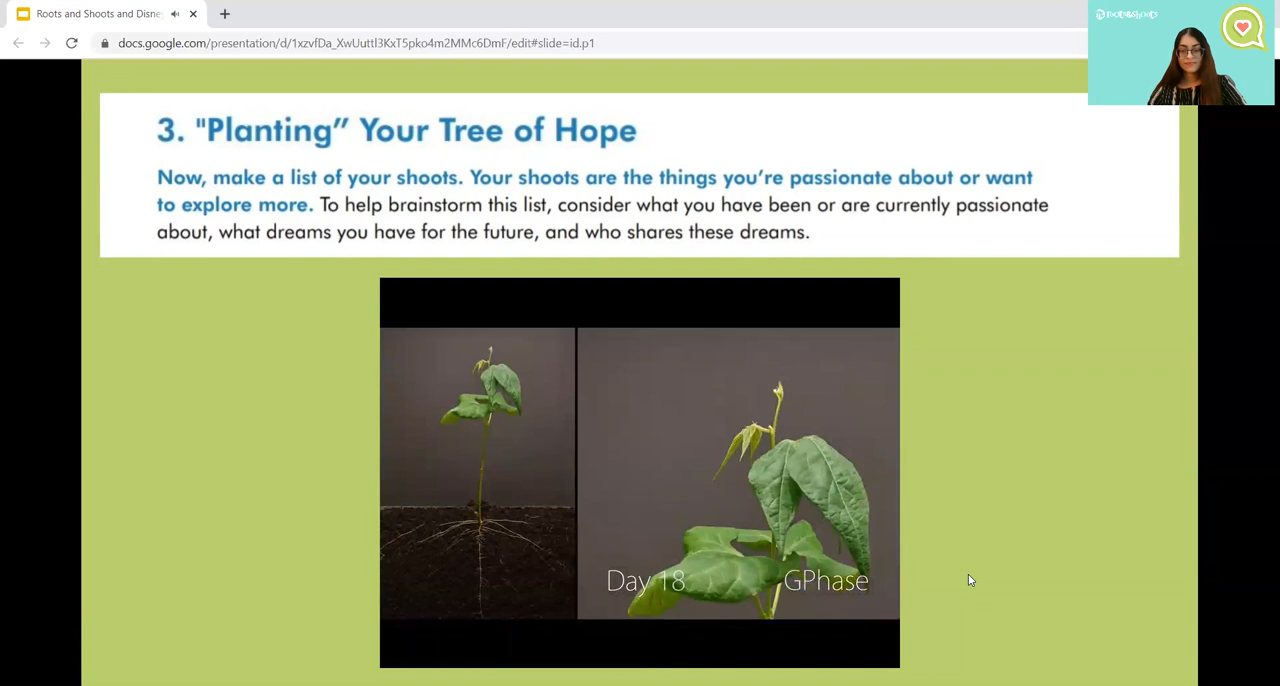 Roots and Shoots and Disne
docs.google.com/presentation/d/1xzvfDa_XwUuttl3KxT5pko4m2MMc6DmF/edit#slide=id.p1
roots&shoots
3. "Planting” Your Tree of Hope
Now, make a list of your shoots. Your shoots are the things you’re passionate about or want
to explore more. To help brainstorm this list, consider what you have been or are currently passionate
about, what dreams you have for the future, and who shares these dreams.
Day 18
GPhase